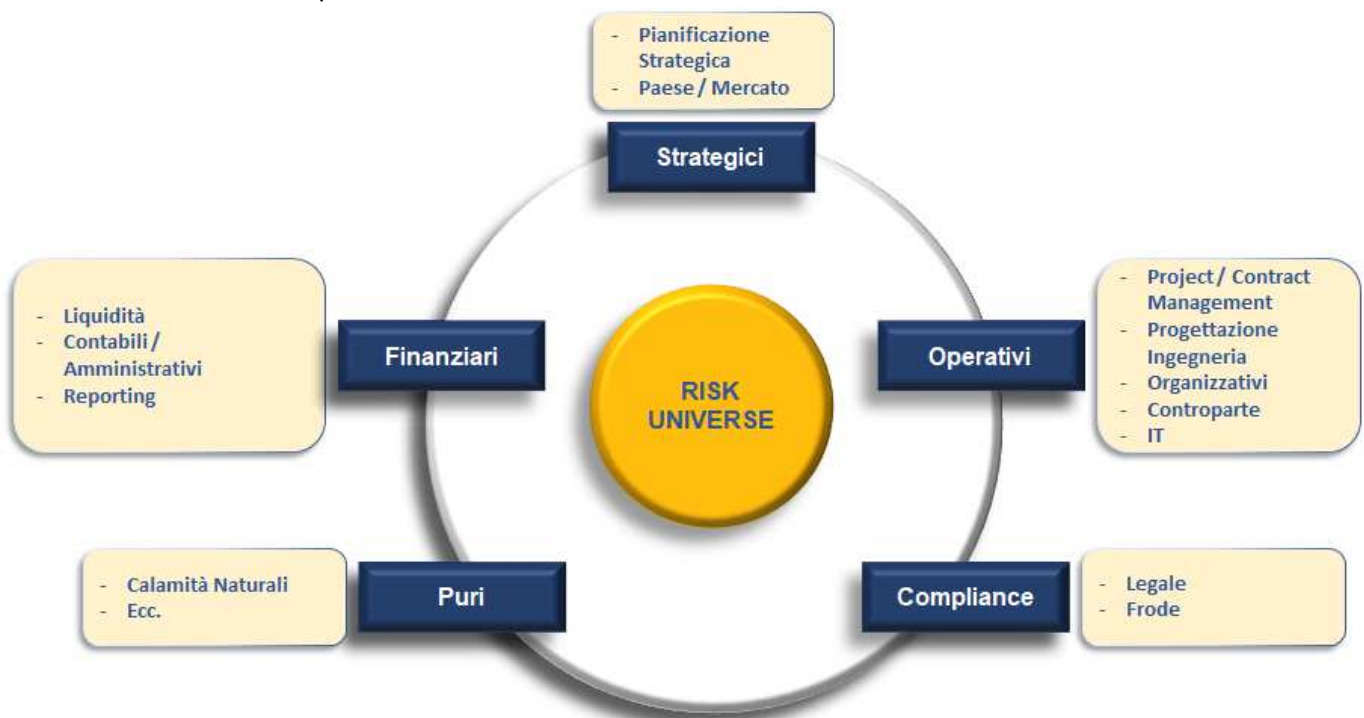 - Pianificazione
Strategica
- Paese / Mercato
Strategici
- Liquidità
- Contabili /
Amministrativi
- Reporting
Finanziari
RISK
UNIVERSE
Operativi
- Project / Contract
Management
- Progettazione
Ingegneria
- Organizzativi
- Controparte
- IT
- Calamità Naturali
- Ecc.
Puri
Compliance
- Legale
- Frode